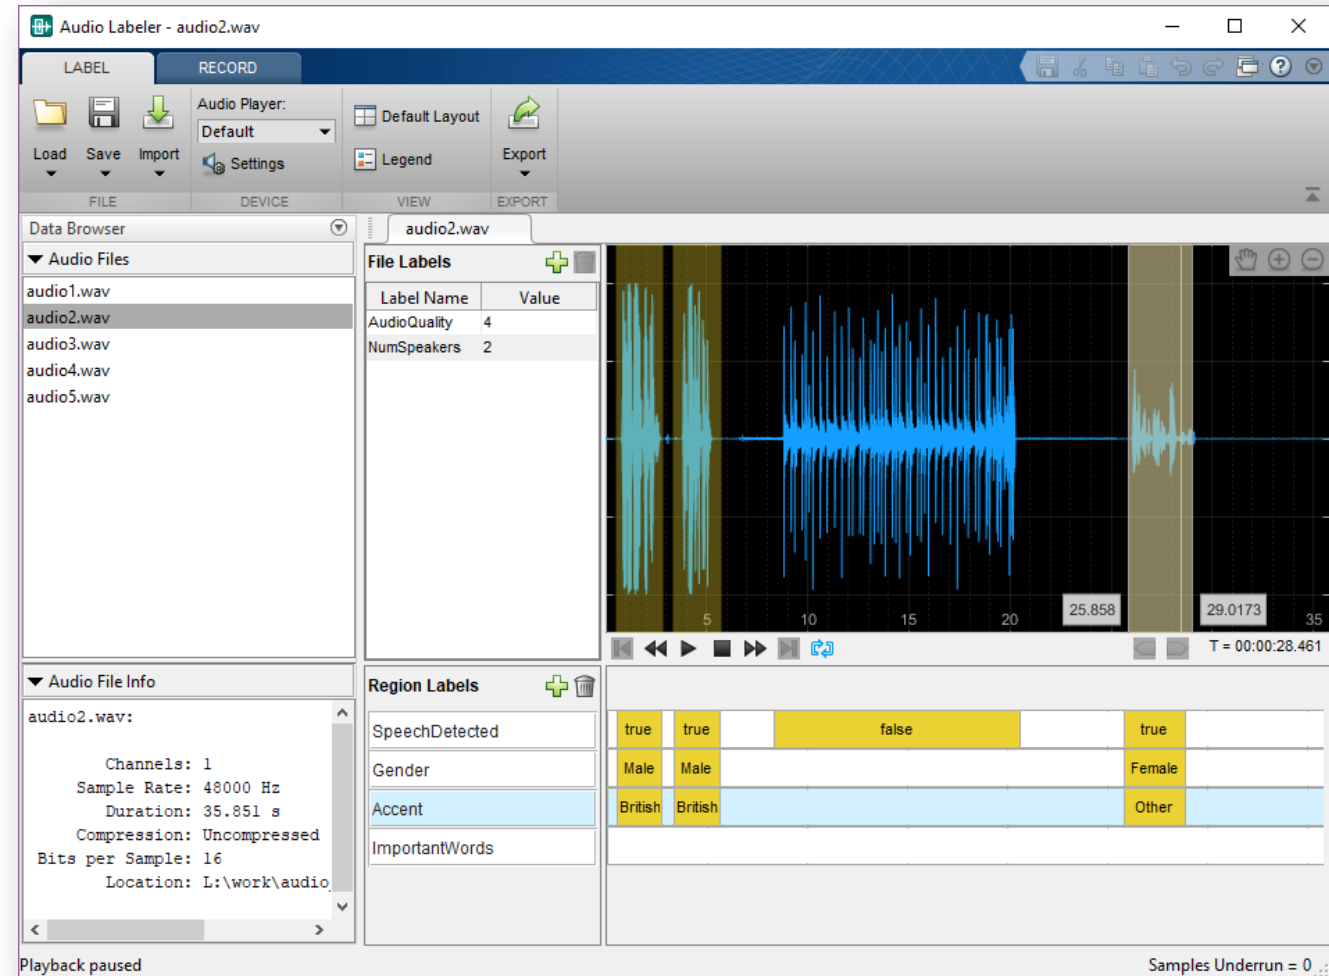 Audio Labeler - audio2.wav
LABEL
RECORD
Load
Save
Import
FILE
Audio Player:
Default
Settings
DEVICE
Default Layout
Legend
VIEW
Export
EXPORT
Data Browser
Audio Files
audio1.wav
audio2.wav
audio3.wav
audio4.wav
audio5.wav
audio2.wav
File Labels
Label Name Value
AudioQuality 4
NumSpeakers 2
5 10 15 20 25.858 29.0173 35
T = 00:00:28.461
Audio File Info
audio2.wav:
Channels: 1
Sample Rate: 48000 Hz
Duration: 35.851 s
Compression: Uncompressed
Bits per Sample: 16
Location: L:\work\audio_
Region Labels
SpeechDetected true true false true
Gender Male Male Female
Accent British British Other
ImportantWords
Playback paused
Samples Underrun = 0